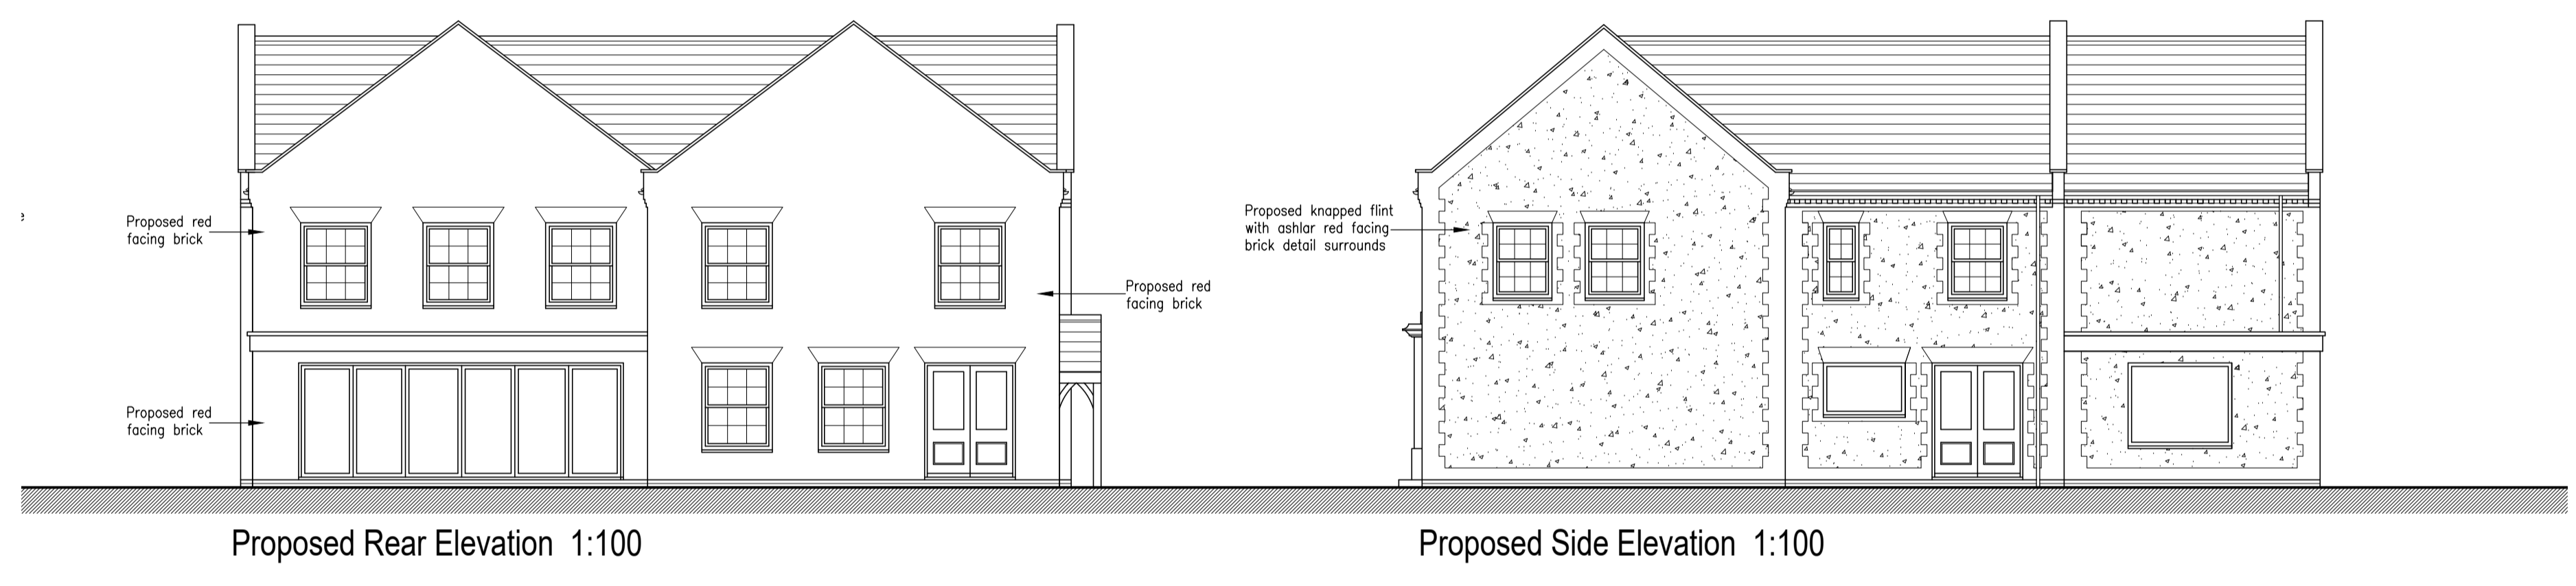 Proposed red
facing brick
Proposed red
facing brick
Proposed red
facing brick
Proposed Rear Elevation 1:100
Proposed knapped flint
with ashlar red facing
brick detail surrounds
Proposed Side Elevation 1:100